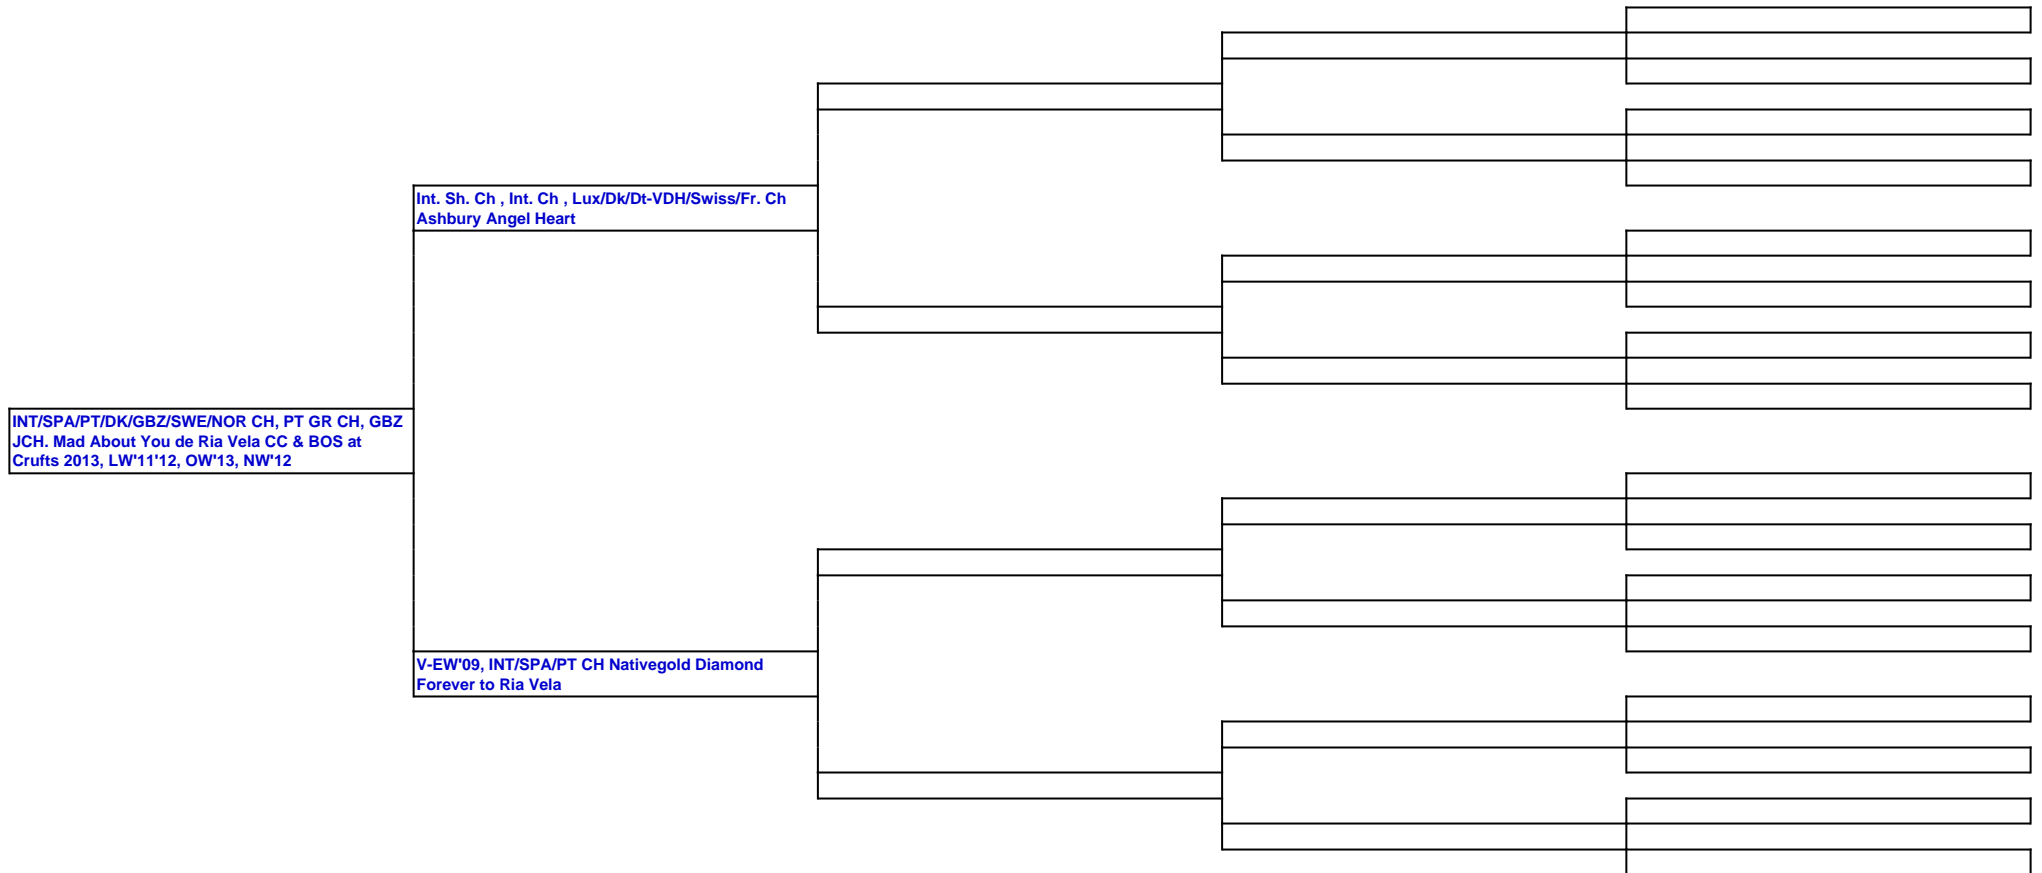 Int. Sh. Ch , Int. Ch , Lux/Dk/Dt-VDH/Swiss/Fr. Ch
Ashbury Angel Heart
INT/SPA/PT/DK/GBZ/SWE/NOR CH, PT GR CH, GBZ
JCH. Mad About You de Ria Vela CC & BOS at
Crufts 2013, LW'11'12, OW'13, NW'12
V-EW'09, INT/SPA/PT CH Nativegold Diamond
Forever to Ria Vela